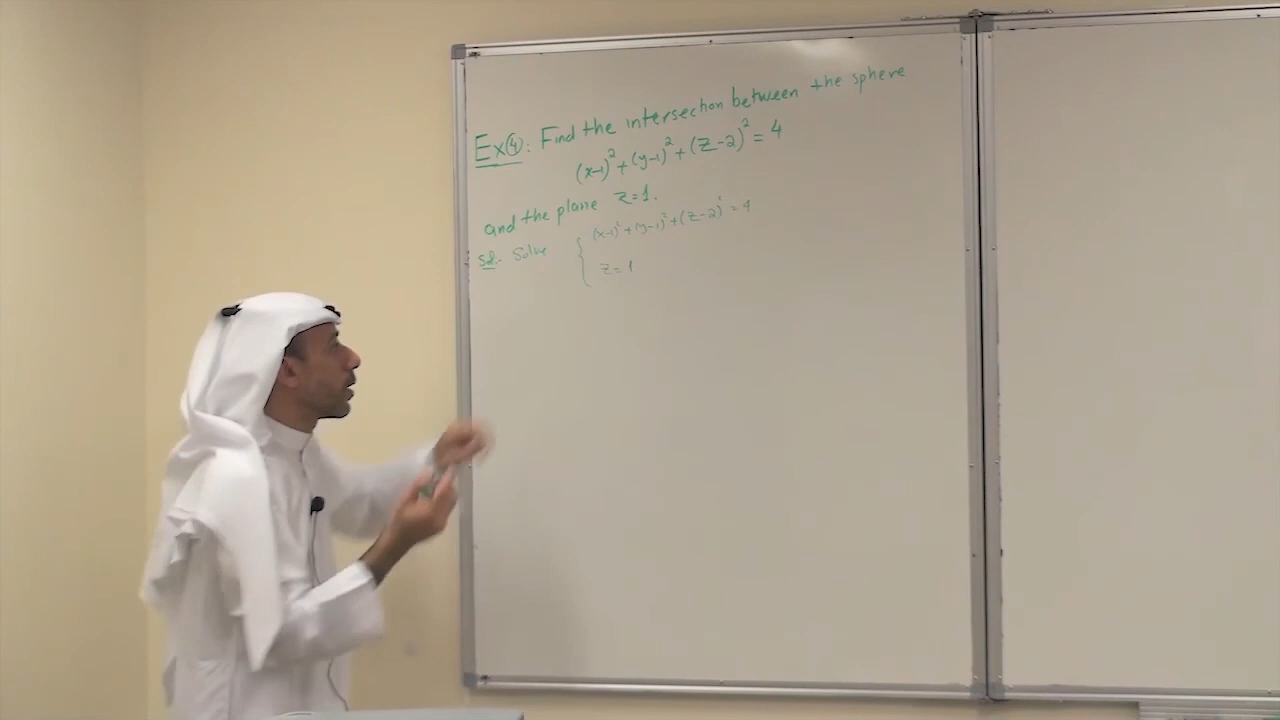 Ex④: Find the intersection between the sphere
(x-1)² + (y-1)² + (z-2)² = 4
and the plane z=1.
Sol:- Solve { (x-1)² + (y-1)² + (z-2)² = 4
z = 1